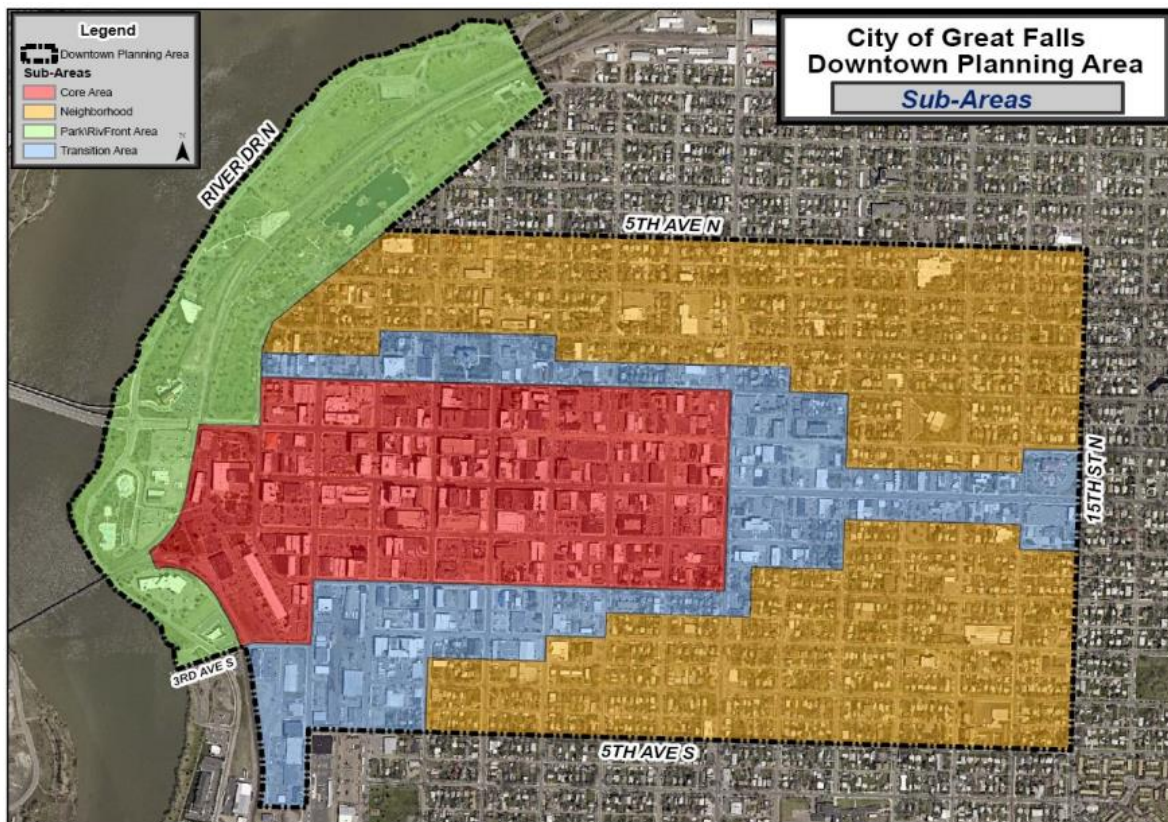 Legend
Downtown Planning Area
Sub-Areas
Core Area
Neighborhood
Park\RivFront Area
Transition Area
N
City of Great Falls
Downtown Planning Area
Sub-Areas
RIVER DR N
5TH AVE N
15TH ST N
3RD AVE S
5TH AVE S